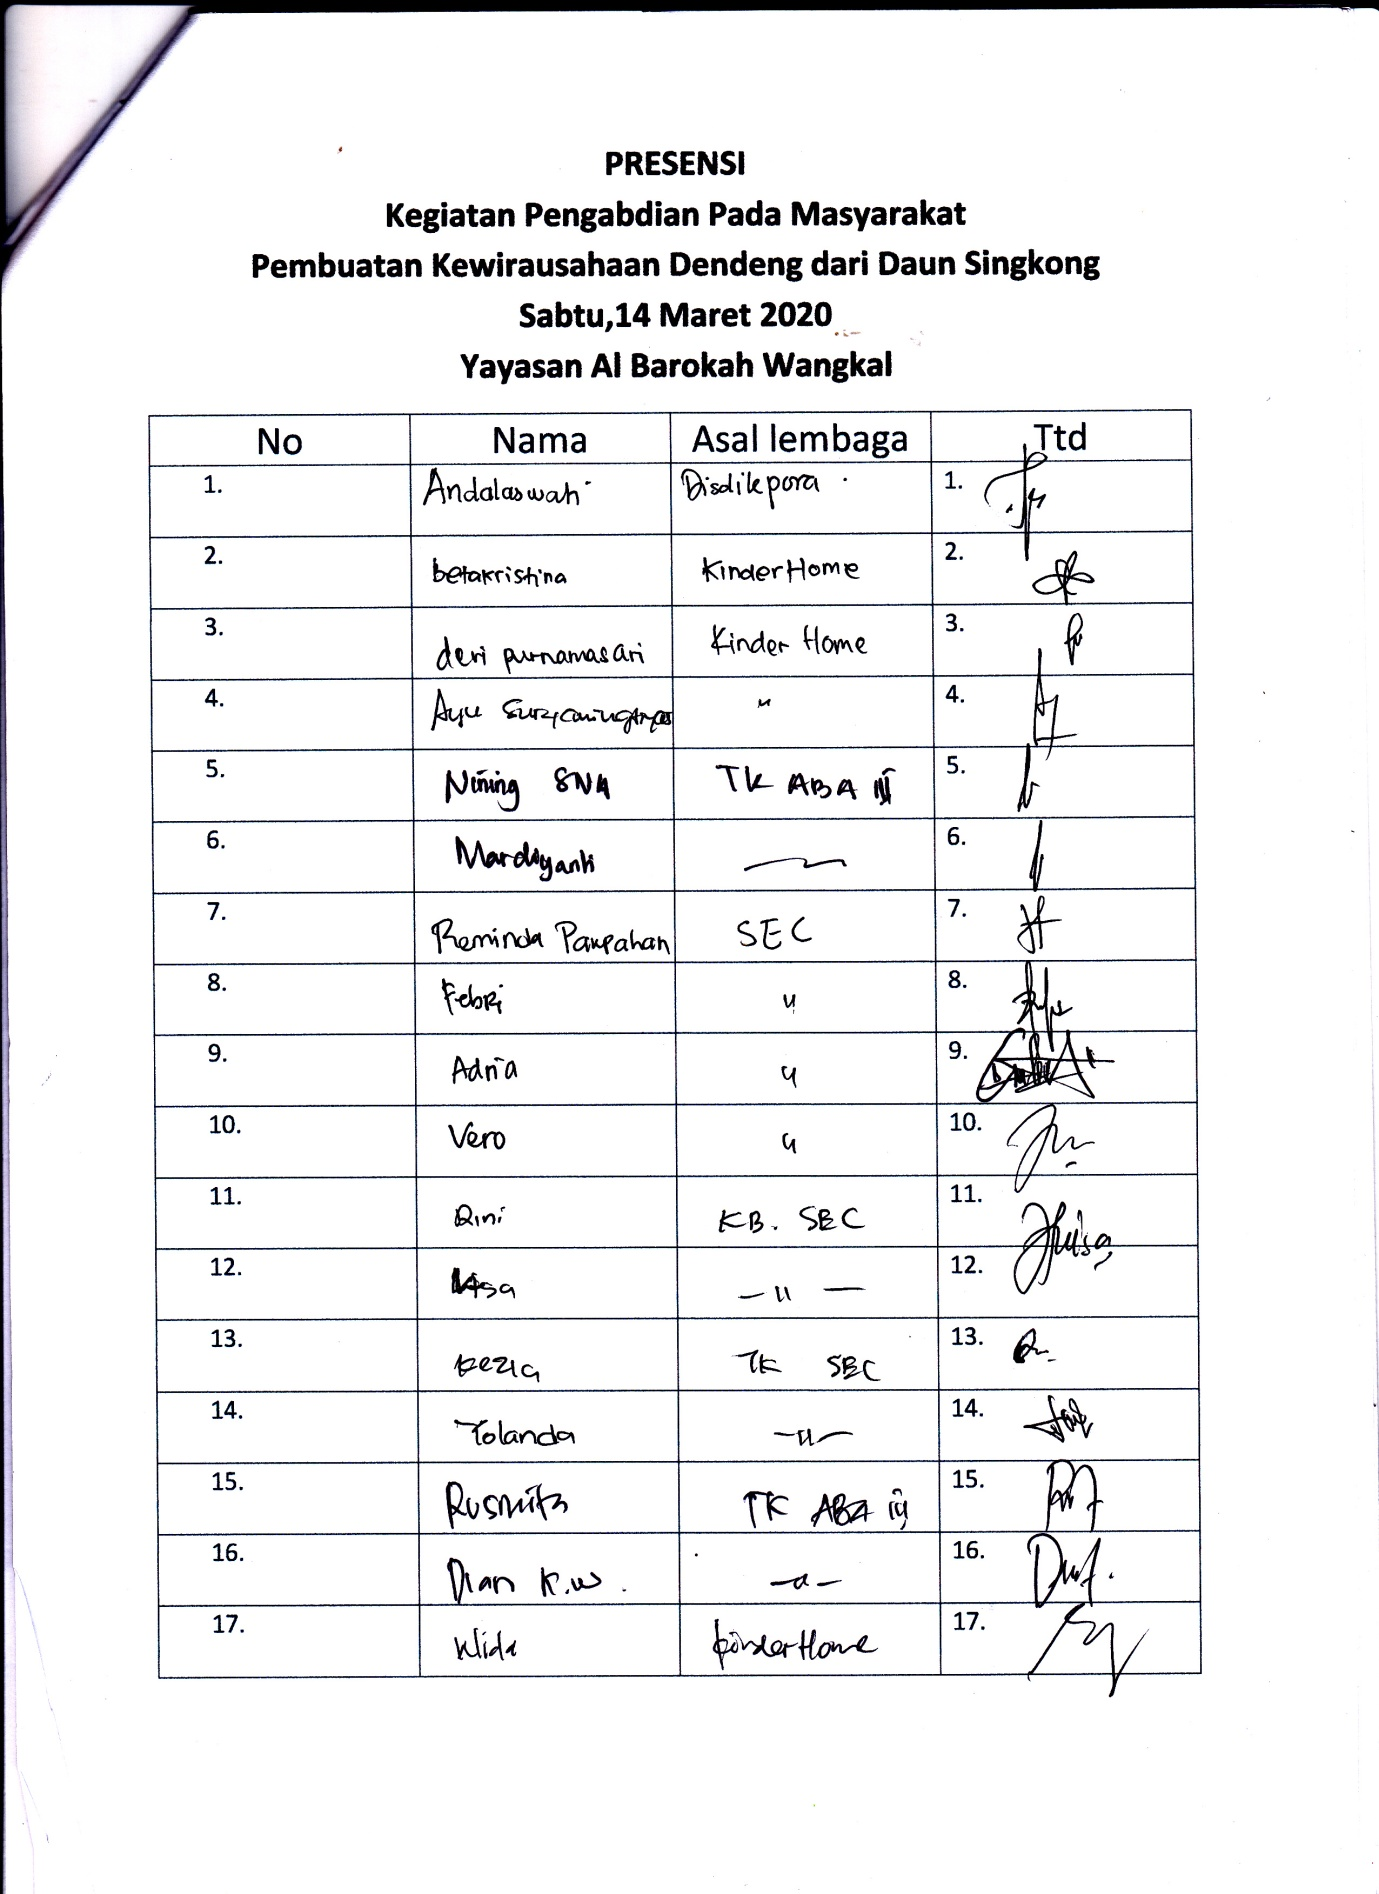 PRESENSI
Kegiatan Pengabdian Pada Masyarakat
Pembuatan Kewirausahaan Dendeng dari Daun Singkong
Sabtu,14 Maret 2020
Yayasan Al Barokah Wangkal
No Nama Asal lembaga Ttd
1. Andalaswati Disdikpora 1.
2. betakristina KinderHome 2.
3. deri purnamasari Kinder Home 3.
4. Ayu " 4.
5. Nining SNA TK ABA III 5.
6. Mardiyanti 6.
7. Reminda Panpahan SEC 7.
8. Febri " 8.
9. Adria " 9.
10. Vero " 10.
11. Rini KB. SEC 11.
12. — " — 12.
13. Kezia TK SEC 13.
14. Yolanda — " — 14.
15. Rusmita TK ABA III 15.
16. Dian K.W. — " — 16.
17. Wida KinderHome 17.